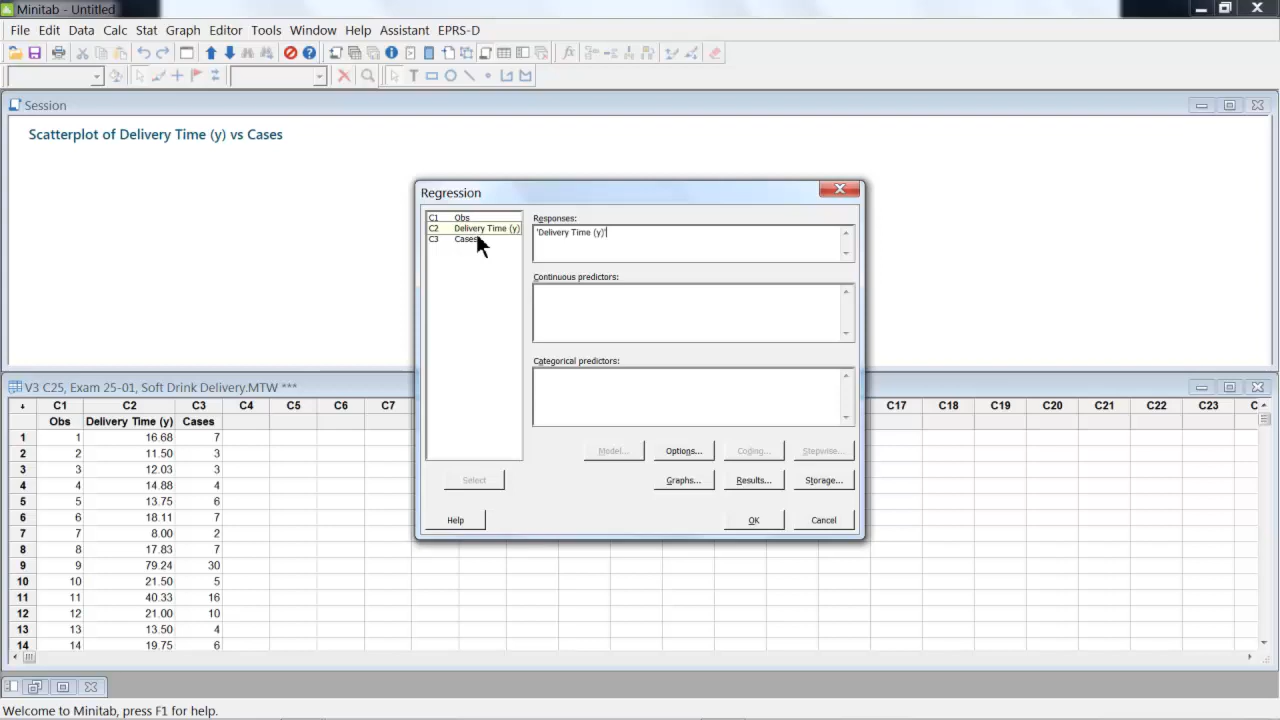 Minitab - Untitled
File Edit Data Calc Stat Graph Editor Tools Window Help Assistant EPRS-D
Session
Scatterplot of Delivery Time (y) vs Cases
Regression
C1 Obs
C2 Delivery Time (y)
C3 Cases
Responses:
'Delivery Time (y)'
Continuous predictors:
Categorical predictors:
Model... Options... Coding... Stepwise...
Select Graphs... Results... Storage...
Help OK Cancel
V3 C25, Exam 25-01, Soft Drink Delivery.MTW ***
C1 C2 C3 C4 C5 C6 C7 C17 C18 C19 C20 C21 C22 C23 C
Obs Delivery Time (y) Cases
1 1 16.68 7
2 2 11.50 3
3 3 12.03 3
4 4 14.88 4
5 5 13.75 6
6 6 18.11 7
7 7 8.00 2
8 8 17.83 7
9 9 79.24 30
10 10 21.50 5
11 11 40.33 16
12 12 21.00 10
13 13 13.50 4
14 14 19.75 6
Welcome to Minitab, press F1 for help.